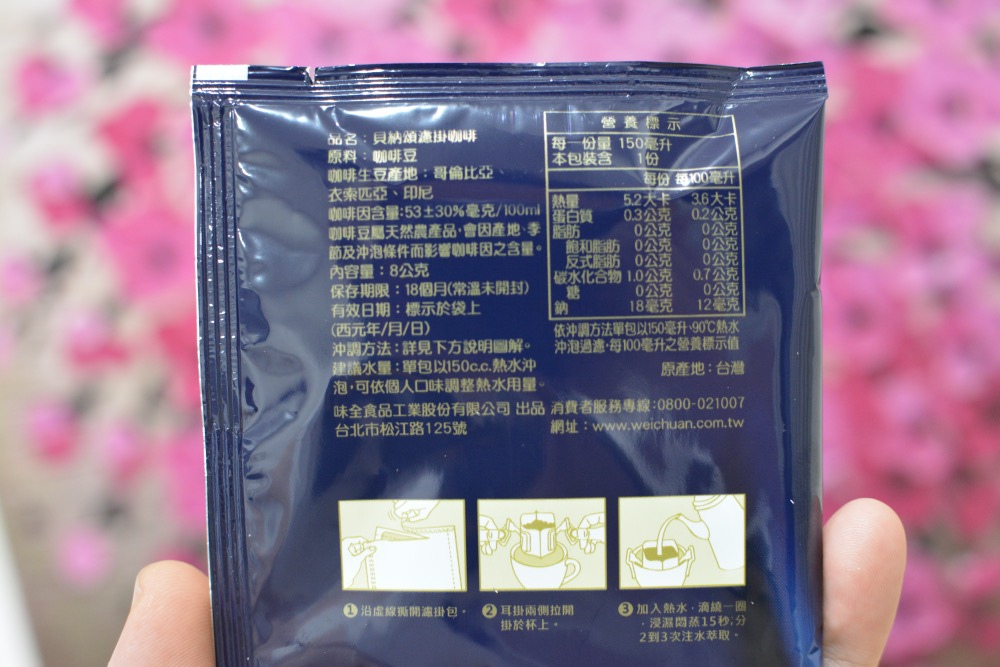 品名：貝納頌濾掛咖啡
原料：咖啡豆
咖啡生豆產地：哥倫比亞、
衣索匹亞、印尼
咖啡因含量:53±30%毫克/100ml
咖啡豆屬天然農產品,會因產地、季
節及沖泡條件而影響咖啡因之含量。
內容量：8公克
保存期限：18個月(常溫未開封)
有效日期：標示於袋上
(西元年/月/日)
沖調方法：詳見下方說明圖解。
建議水量：單包以150c.c.熱水沖
泡,可依個人口味調整熱水用量。
味全食品工業股份有限公司 出品
台北市松江路125號
營養標示
每一份量 150毫升
本包裝含 1份
每份 每100毫升
熱量 5.2大卡 3.6大卡
蛋白質 0.3公克 0.2公克
脂肪 0公克 0公克
飽和脂肪 0公克 0公克
反式脂肪 0公克 0公克
碳水化合物 1.0公克 0.7公克
糖 0公克 0公克
鈉 18毫克 12毫克
依沖調方法單包以150毫升、90℃熱水
沖泡過濾,每100毫升之營養標示值
原產地：台灣
消費者服務專線:0800-021007
網址：www.weichuan.com.tw
1 沿虛線撕開濾掛包。
2 耳掛兩側拉開
掛於杯上。
3 加入熱水，滴繞一圈
，浸濕悶蒸15秒;分
2到3次注水萃取。